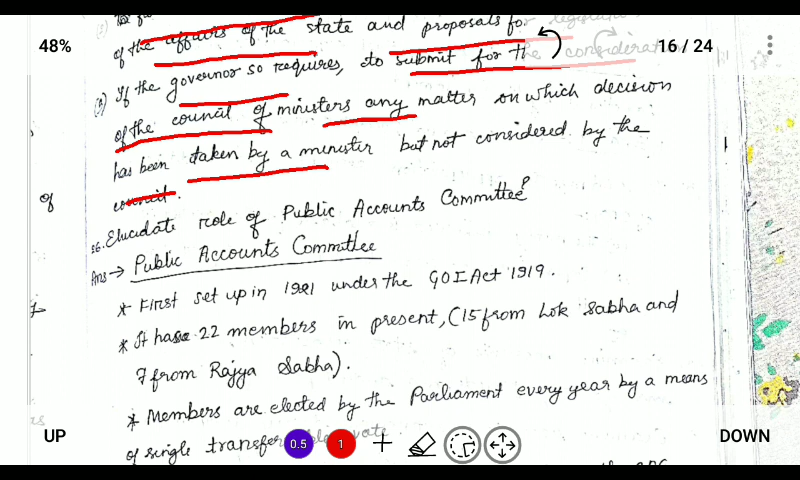 48%
16 / 24
of the affairs of the state and proposals for
(c) If the governor so requires, to submit for the consideration
of the council of ministers any matter on which decision
has been taken by a minister but not considered by the
council.
56. Elucidate role of Public Accounts Committee?
Ans → Public Accounts Committee
* First set up in 1921 under the GOI Act 1919.
* It has 22 members in present, (15 from Lok Sabha and
7 from Rajya Sabha).
* Members are elected by the Parliament every year by a means
of single
of
UP
0.5
1
DOWN